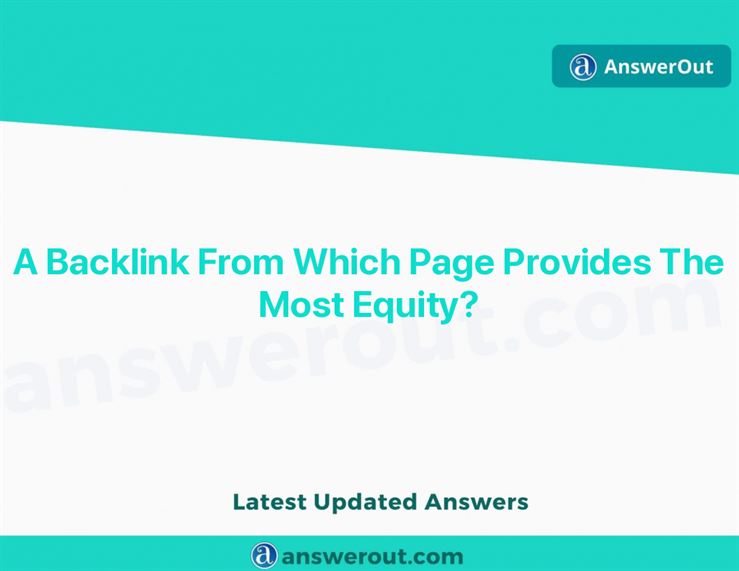 AnswerOut
A Backlink From Which Page Provides The
Most Equity?
answerout.com
Latest Updated Answers
answerout.com